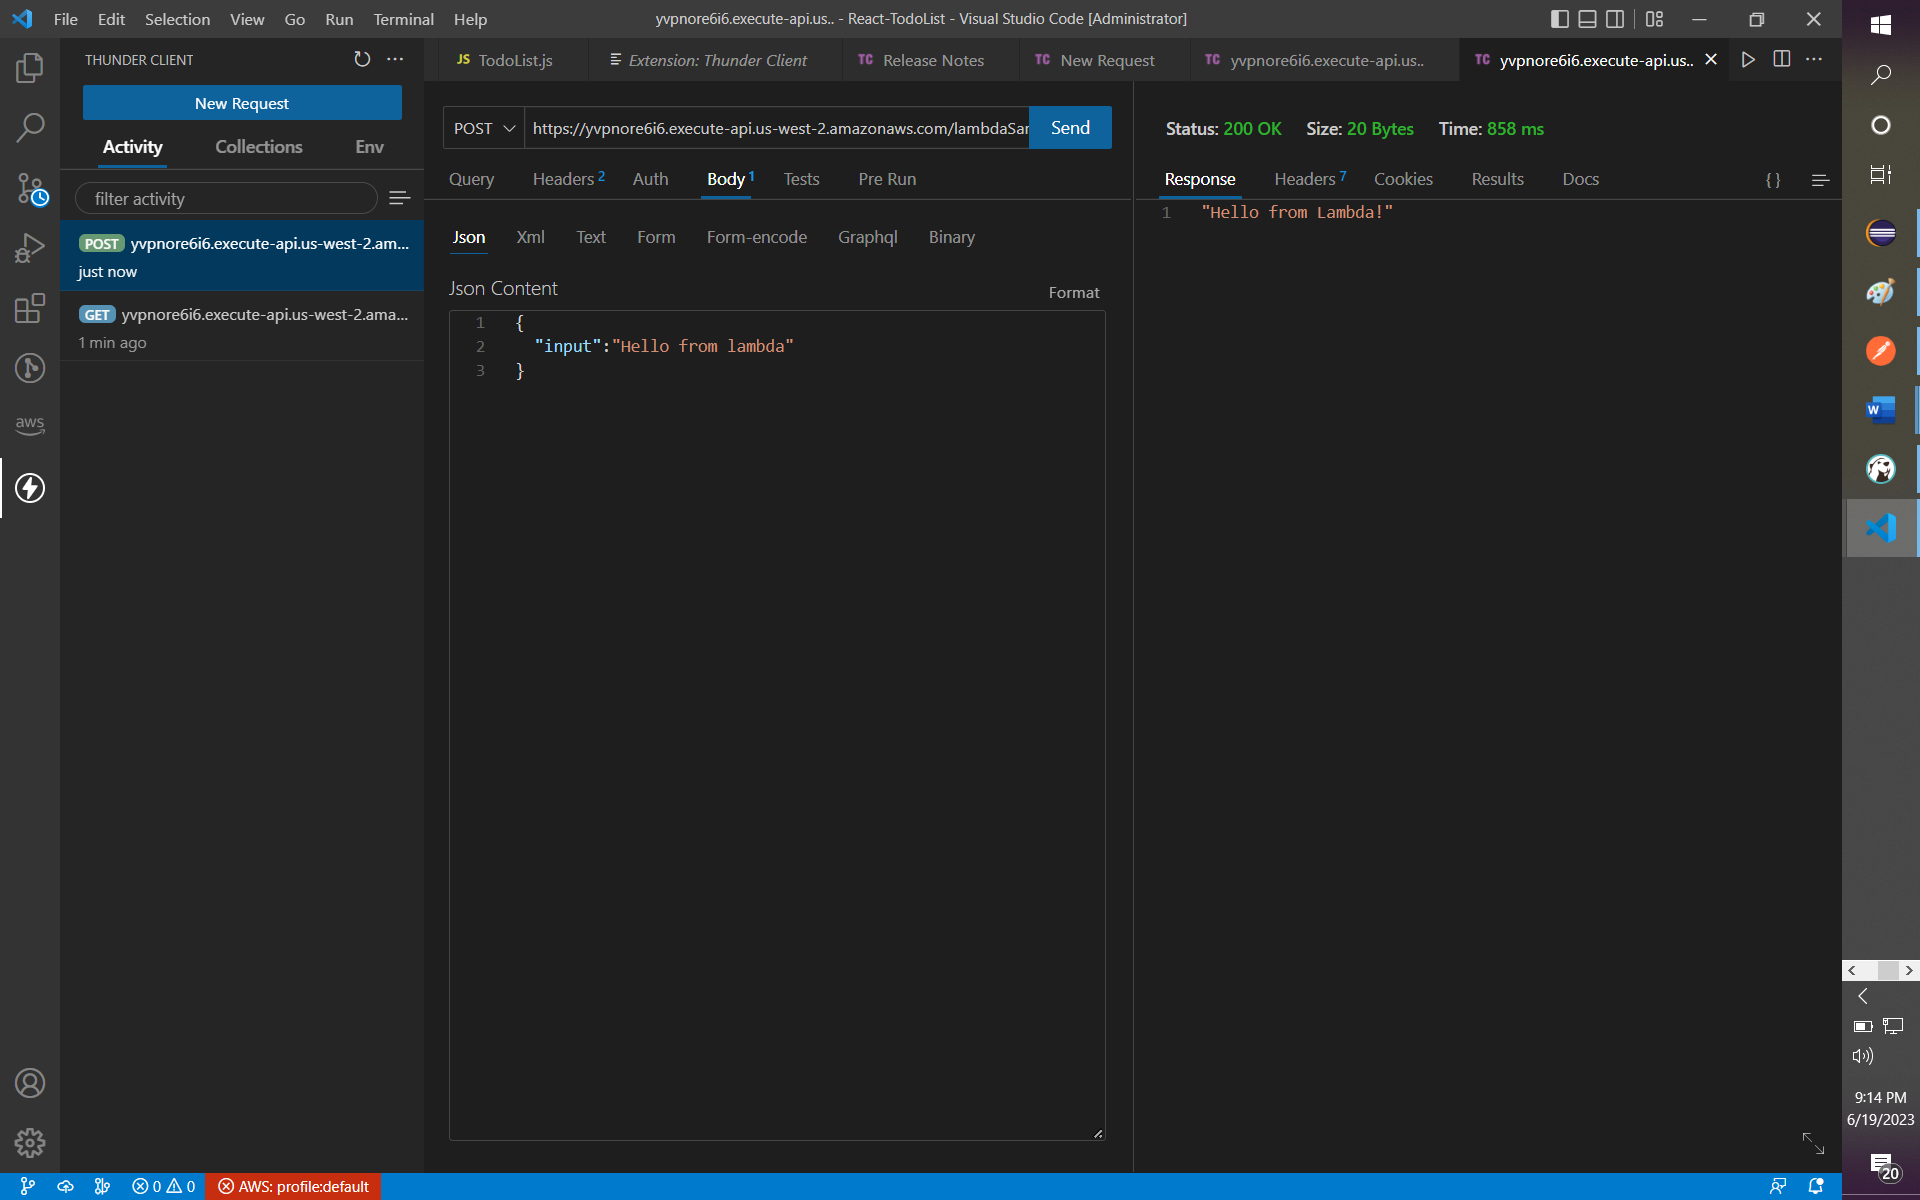 File Edit Selection View Go Run Terminal Help
yvpnore6i6.execute-api.us.. - React-TodoList - Visual Studio Code [Administrator]
THUNDER CLIENT
New Request
Activity Collections Env
filter activity
POST yvpnore6i6.execute-api.us-west-2.am...
just now
GET yvpnore6i6.execute-api.us-west-2.ama...
1 min ago
aws
JS TodoList.js
Extension: Thunder Client
TC Release Notes
TC New Request
TC yvpnore6i6.execute-api.us..
TC yvpnore6i6.execute-api.us..
POST https://yvpnore6i6.execute-api.us-west-2.amazonaws.com/lambdaSar Send
Query Headers 2 Auth Body 1 Tests Pre Run
Json Xml Text Form Form-encode Graphql Binary
Json Content
Format
1 {
2 "input":"Hello from lambda"
3 }
Status: 200 OK Size: 20 Bytes Time: 858 ms
Response Headers 7 Cookies Results Docs { }
1 "Hello from Lambda!"
W
9:14 PM
6/19/2023
20
0 0 AWS: profile:default